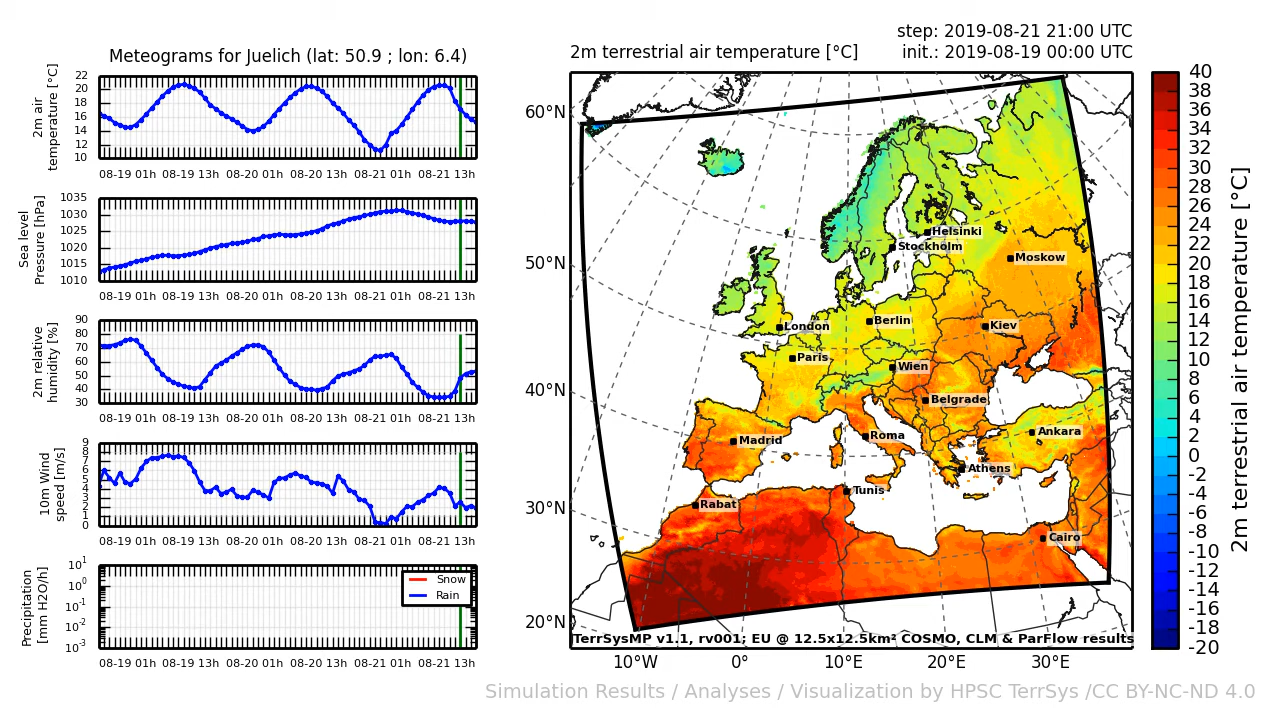 Meteograms for Juelich (lat: 50.9 ; lon: 6.4)
2m air
temperature [°C]
22
20
18
16
14
12
10
08-19 01h 08-19 13h 08-20 01h 08-20 13h 08-21 01h 08-21 13h
Sea level
Pressure [hPa]
1035
1030
1025
1020
1015
1010
08-19 01h 08-19 13h 08-20 01h 08-20 13h 08-21 01h 08-21 13h
2m relative
humidity [%]
90
80
70
60
50
40
30
08-19 01h 08-19 13h 08-20 01h 08-20 13h 08-21 01h 08-21 13h
10m Wind
speed [m/s]
9
8
7
6
5
4
3
2
1
0
08-19 01h 08-19 13h 08-20 01h 08-20 13h 08-21 01h 08-21 13h
Precipitation
[mm H2O/h]
10^1
10^0
10^-1
10^-2
10^-3
Snow
Rain
08-19 01h 08-19 13h 08-20 01h 08-20 13h 08-21 01h 08-21 13h
step: 2019-08-21 21:00 UTC
2m terrestrial air temperature [°C] init.: 2019-08-19 00:00 UTC
60°N
50°N
40°N
30°N
20°N
Helsinki
Stockholm
Moscow
London
Berlin
Kiev
Paris
Wien
Belgrade
Madrid
Roma
Ankara
Athens
Tunis
Rabat
Cairo
TerrSysMP v1.1, rv001; EU @ 12.5x12.5km² COSMO, CLM & ParFlow results
10°W 0° 10°E 20°E 30°E
40
38
36
34
32
30
28
26
24
22
20
18
16
14
12
10
8
6
4
2
0
-2
-4
-6
-8
-10
-12
-14
-16
-18
-20
2m terrestrial air temperature [°C]
Simulation Results / Analyses / Visualization by HPSC TerrSys /CC BY-NC-ND 4.0